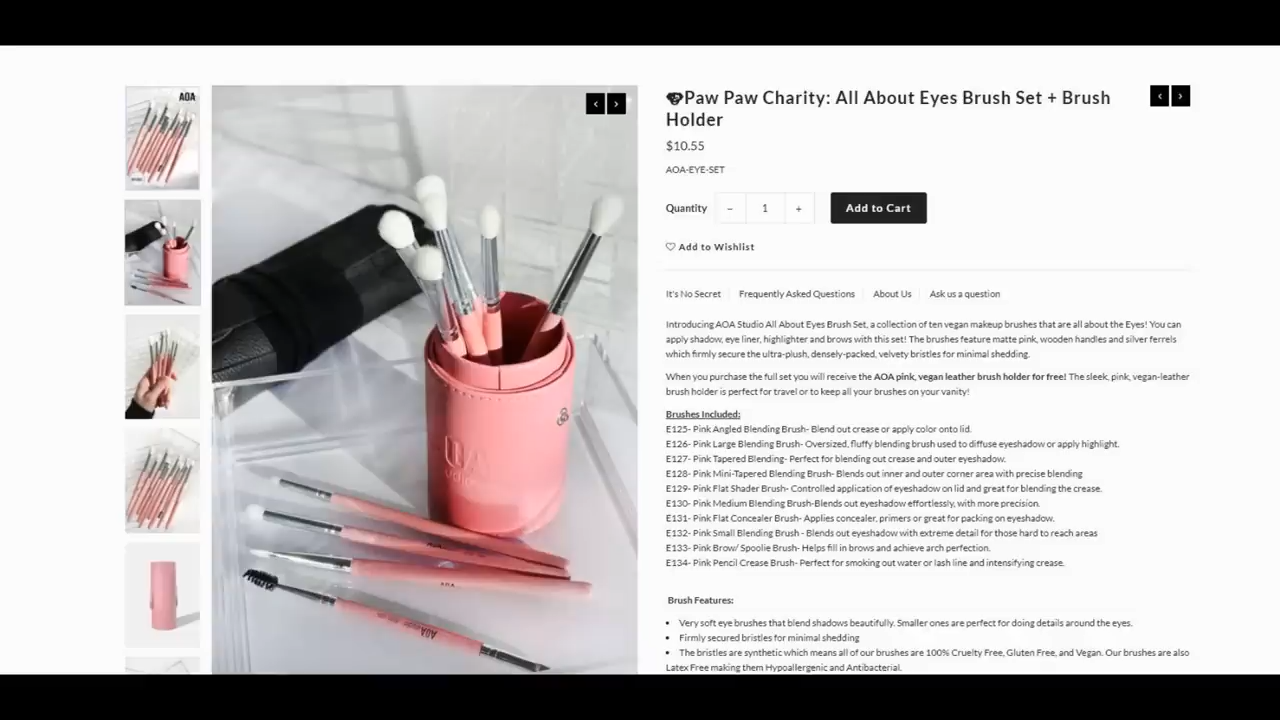 AOA
Paw Paw Charity: All About Eyes Brush Set + Brush
Holder
$10.55
AOA-EYE-SET
Quantity - 1 + Add to Cart
Add to Wishlist
It's No Secret Frequently Asked Questions About Us Ask us a question
Introducing AOA Studio All About Eyes Brush Set, a collection of ten vegan makeup brushes that are all about the Eyes! You can
apply shadow, eye liner, highlighter and brows with this set! The brushes feature matte pink, wooden handles and silver ferrels
which firmly secure the ultra-plush, densely-packed, velvety bristles for minimal shedding.
When you purchase the full set you will receive the AOA pink, vegan leather brush holder for free! The sleek, pink, vegan-leather
brush holder is perfect for travel or to keep all your brushes on your vanity!
Brushes Included:
E125- Pink Angled Blending Brush- Blend out crease or apply color onto lid.
E126- Pink Large Blending Brush- Oversized, fluffy blending brush used to diffuse eyeshadow or apply highlight.
E127- Pink Tapered Blending- Perfect for blending out crease and outer eyeshadow.
E128- Pink Mini-Tapered Blending Brush- Blends out inner and outer corner area with precise blending
E129- Pink Flat Shader Brush- Controlled application of eyeshadow on lid and great for blending the crease.
E130- Pink Medium Blending Brush-Blends out eyeshadow effortlessly, with more precision.
E131- Pink Flat Concealer Brush- Applies concealer, primers or great for packing on eyeshadow.
E132- Pink Small Blending Brush - Blends out eyeshadow with extreme detail for those hard to reach areas
E133- Pink Brow/ Spoolie Brush- Helps fill in brows and achieve arch perfection.
E134- Pink Pencil Crease Brush- Perfect for smoking out water or lash line and intensifying crease.
Brush Features:
• Very soft eye brushes that blend shadows beautifully. Smaller ones are perfect for doing details around the eyes.
• Firmly secured bristles for minimal shedding
• The bristles are synthetic which means all of our brushes are 100% Cruelty Free, Gluten Free, and Vegan. Our brushes are also
Latex Free making them Hypoallergenic and Antibacterial.
AOA
AOA